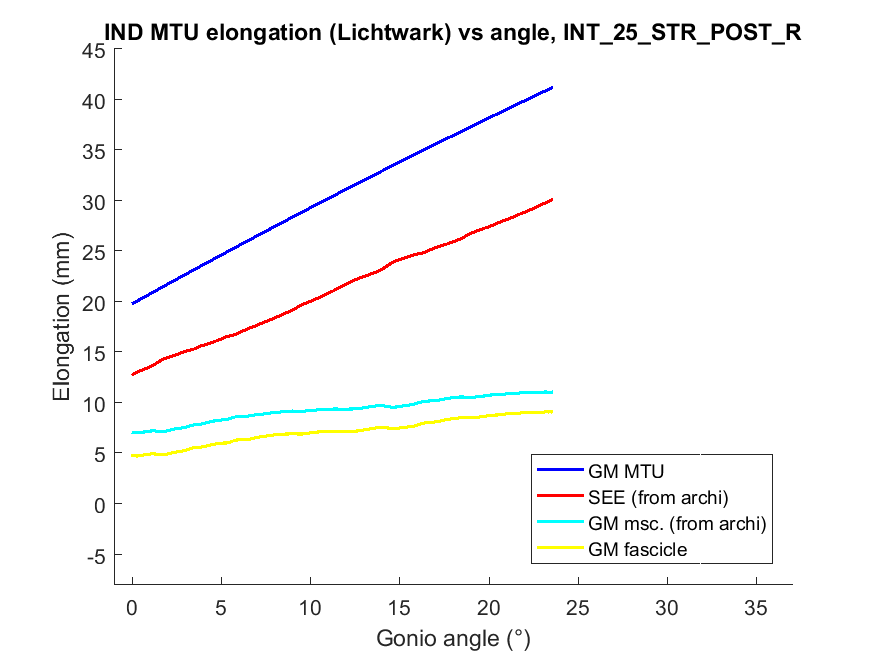 IND MTU elongation (Lichtwark) vs angle, INT_25_STR_POST_R
45
40
35
30
25
20
15
10
5
0
-5
Elongation (mm)
0 5 10 15 20 25 30 35
Gonio angle (°)
GM MTU
SEE (from archi)
GM msc. (from archi)
GM fascicle